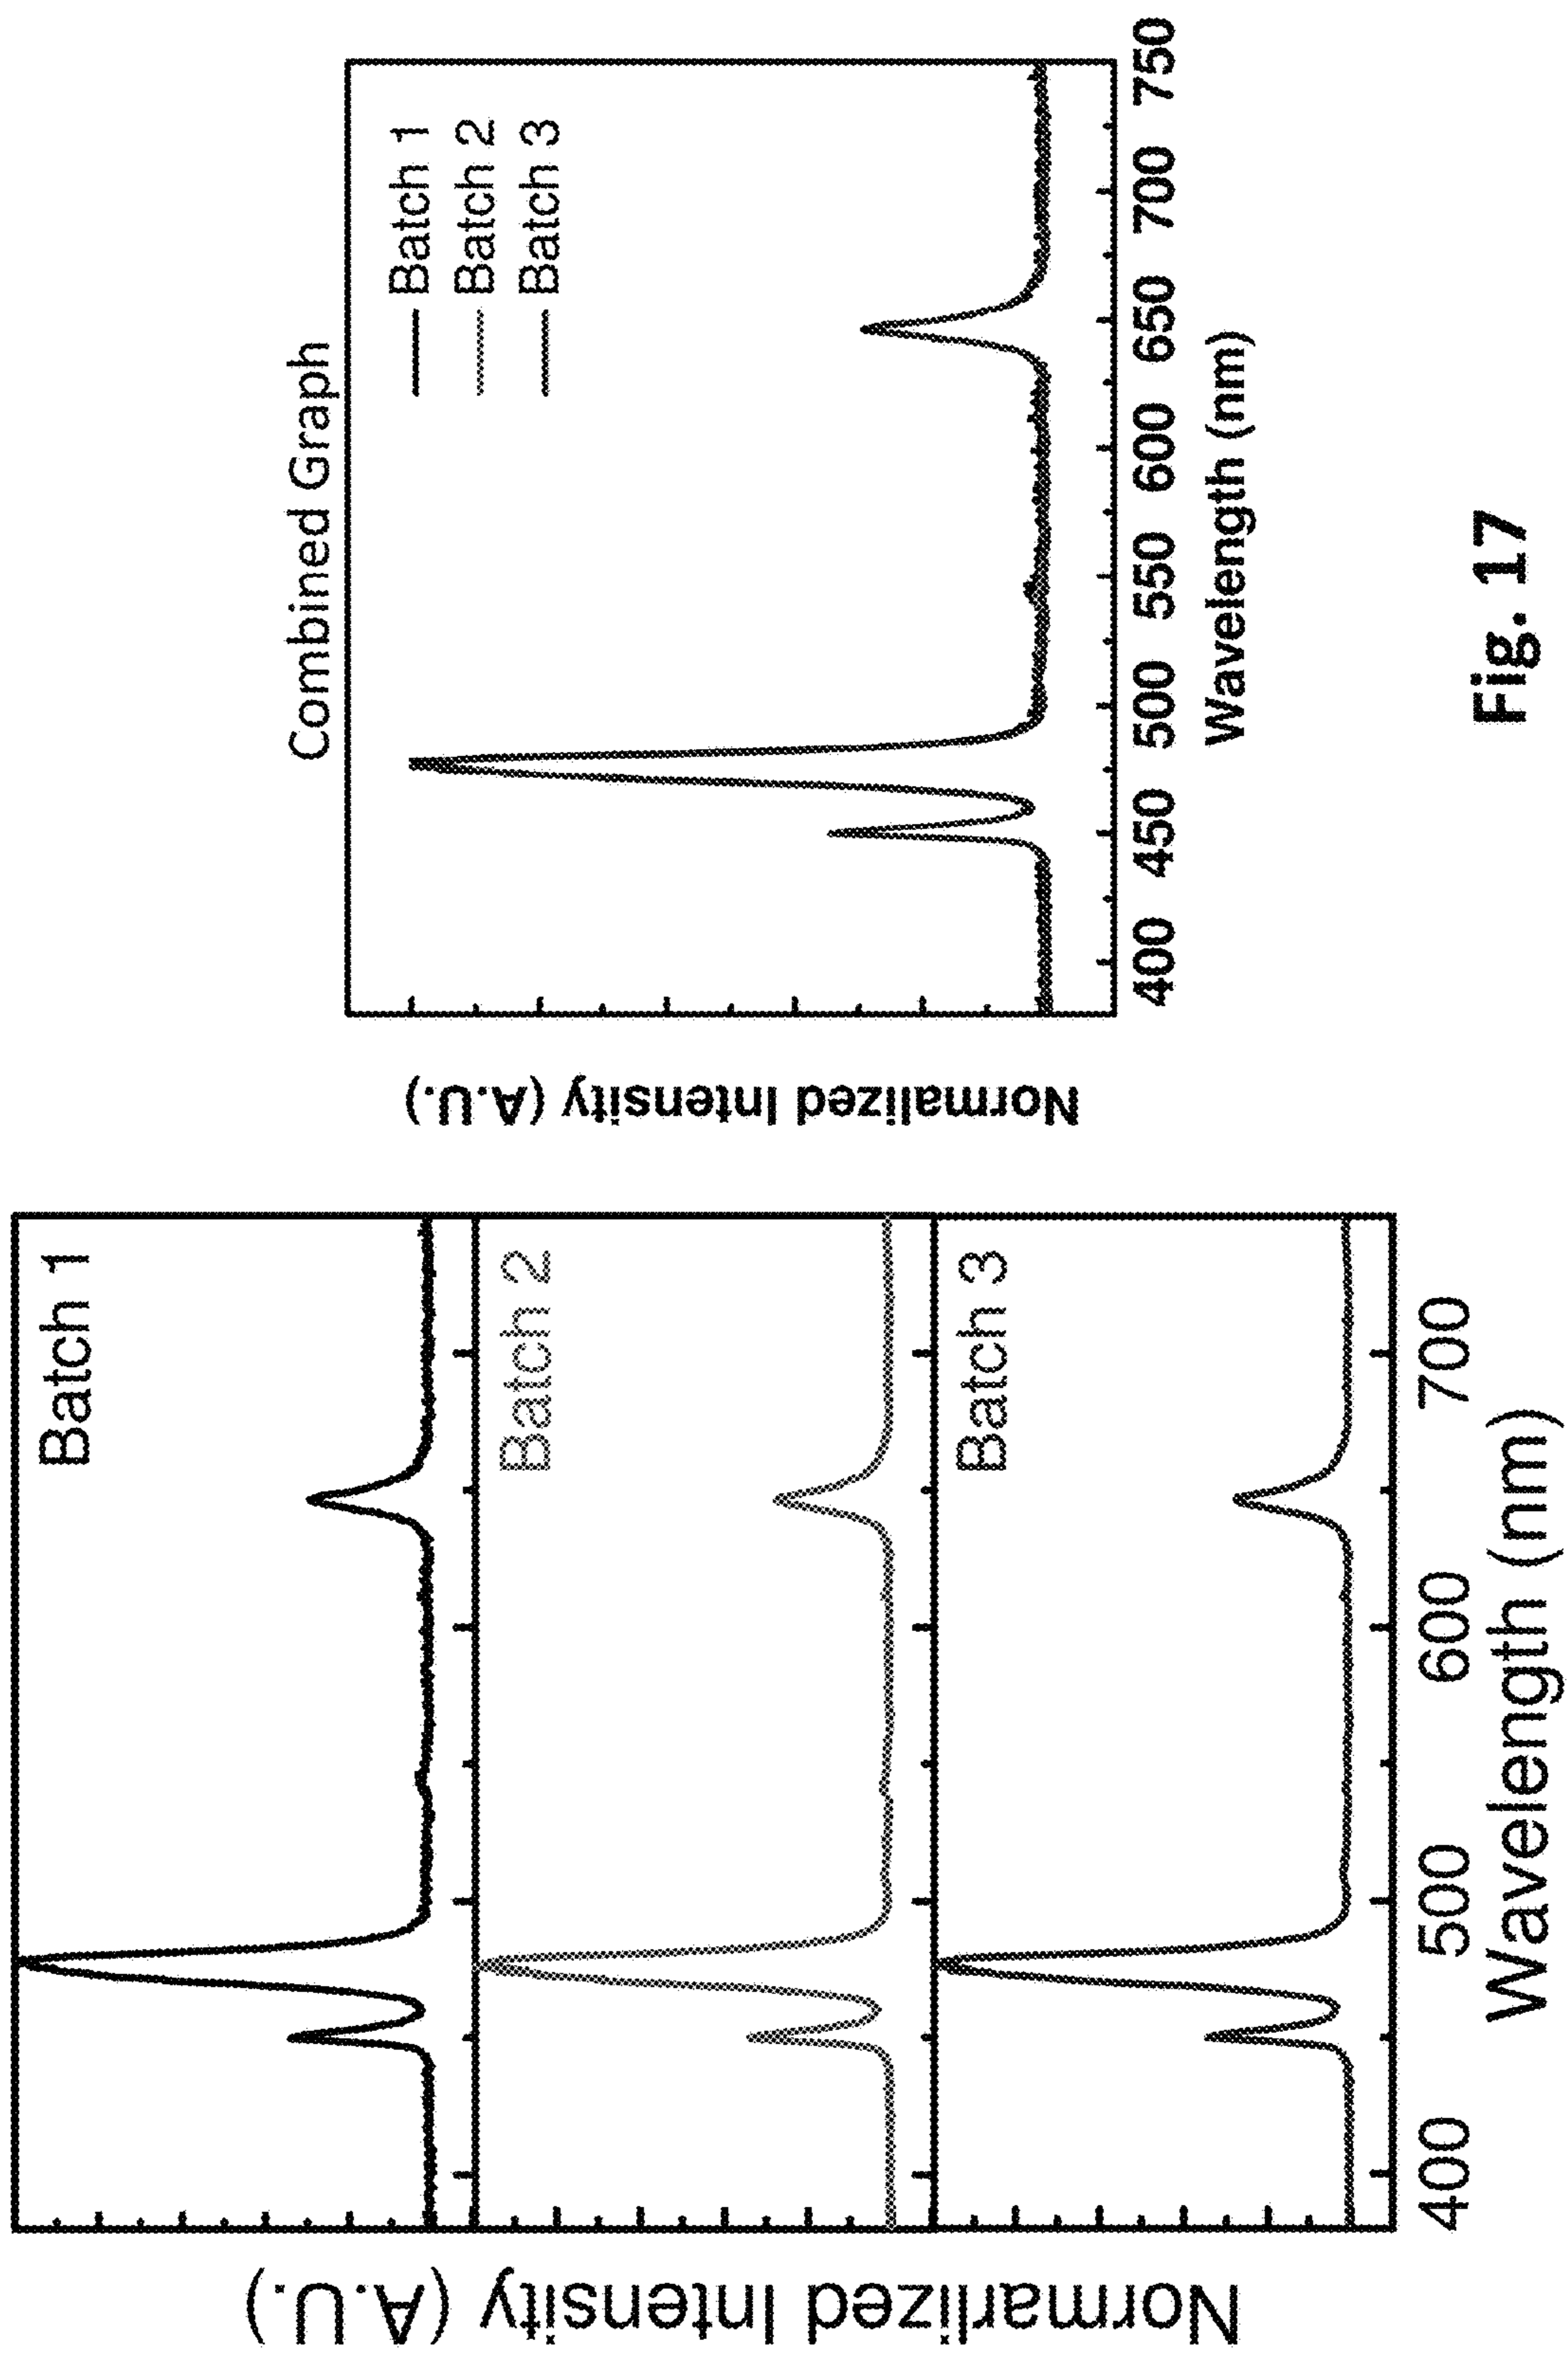 Normarlized Intensity (A.U.)
Batch 1
Batch 2
Batch 3
400 500 600 700
Wavelength (nm)
Combined Graph
Normalized Intensity (A.U.)
Batch 1
Batch 2
Batch 3
400 450 500 550 600 650 700 750
Wavelength (nm)
Fig. 17